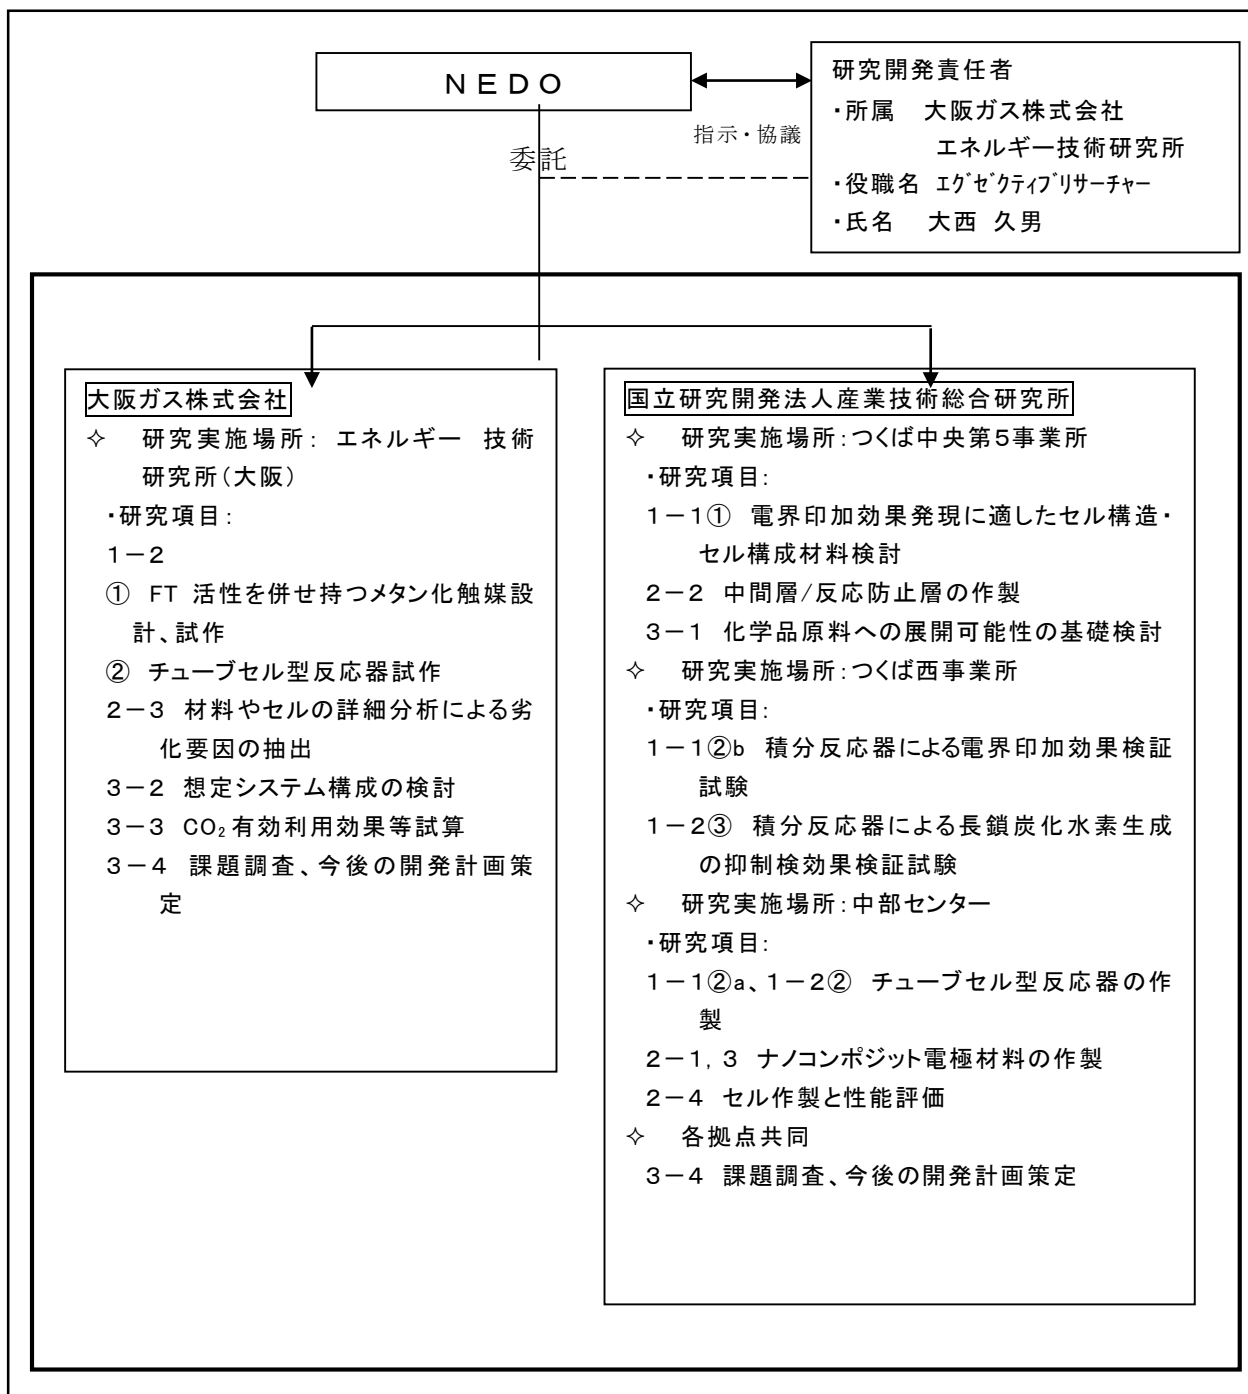 ＮＥＤＯ
研究開発責任者
・所属　大阪ガス株式会社
エネルギー技術研究所
・役職名 ｴｸﾞｾﾞｸﾃｨﾌﾞﾘｻｰﾁｬｰ
・氏名　大西 久男
指示・協議
委託
大阪ガス株式会社
✧　研究実施場所：エネルギー 技術
研究所（大阪）
・研究項目：
１－２
① FT 活性を併せ持つメタン化触媒設
計、試作
② チューブセル型反応器試作
２－３ 材料やセルの詳細分析による劣
化要因の抽出
３－２ 想定システム構成の検討
３－３ CO₂有効利用効果等試算
３－４ 課題調査、今後の開発計画策
定
国立研究開発法人産業技術総合研究所
✧　研究実施場所：つくば中央第５事業所
・研究項目：
１－１① 電界印加効果発現に適したセル構造・
セル構成材料検討
２－２ 中間層/反応防止層の作製
３－１ 化学品原料への展開可能性の基礎検討
✧　研究実施場所：つくば西事業所
・研究項目：
１－１②b 積分反応器による電界印加効果検証
試験
１－２③ 積分反応器による長鎖炭化水素生成
の抑制検効果検証試験
✧　研究実施場所：中部センター
・研究項目：
１－１②a、１－２② チューブセル型反応器の作
製
２－１，３ ナノコンポジット電極材料の作製
２－４ セル作製と性能評価
✧　各拠点共同
３－４ 課題調査、今後の開発計画策定